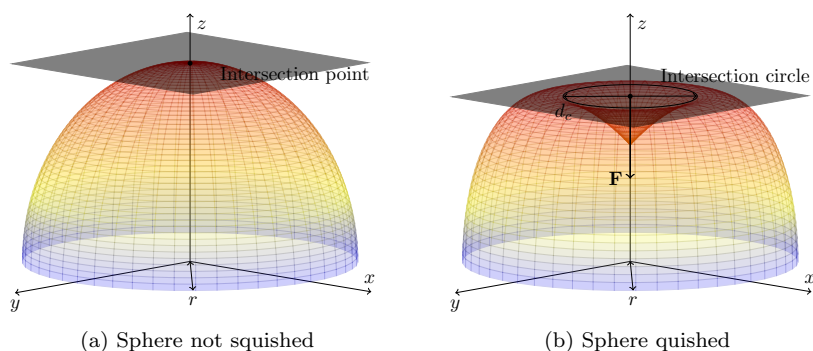 z
Intersection point
x
y
r
(a) Sphere not squished
z
Intersection circle
d_c
F
x
y
r
(b) Sphere quished